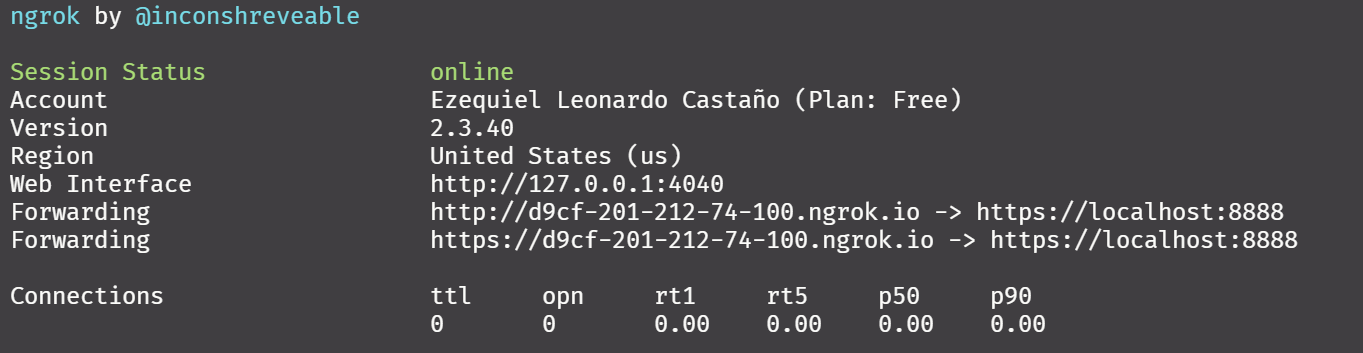 ngrok by @inconshreveable
Session Status online
Account Ezequiel Leonardo Castaño (Plan: Free)
Version 2.3.40
Region United States (us)
Web Interface http://127.0.0.1:4040
Forwarding http://d9cf-201-212-74-100.ngrok.io -> https://localhost:8888
Forwarding https://d9cf-201-212-74-100.ngrok.io -> https://localhost:8888
Connections ttl opn rt1 rt5 p50 p90
0 0 0.00 0.00 0.00 0.00